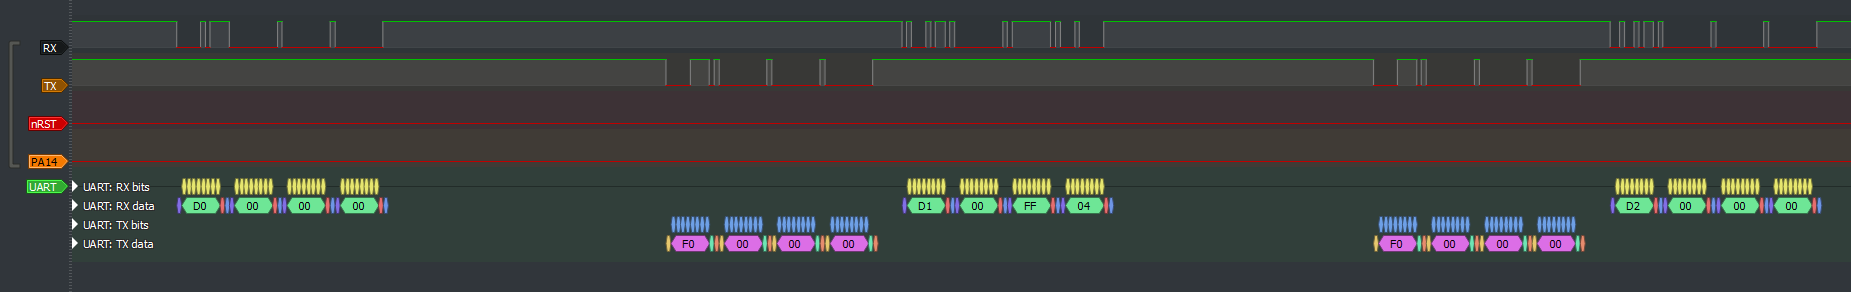 RX
TX
nRST
PA14
UART UART: RX bits
UART: RX data D0 00 00 00 D1 00 FF 04 D2 00 00 00
UART: TX bits
UART: TX data F0 00 00 00 F0 00 00 00